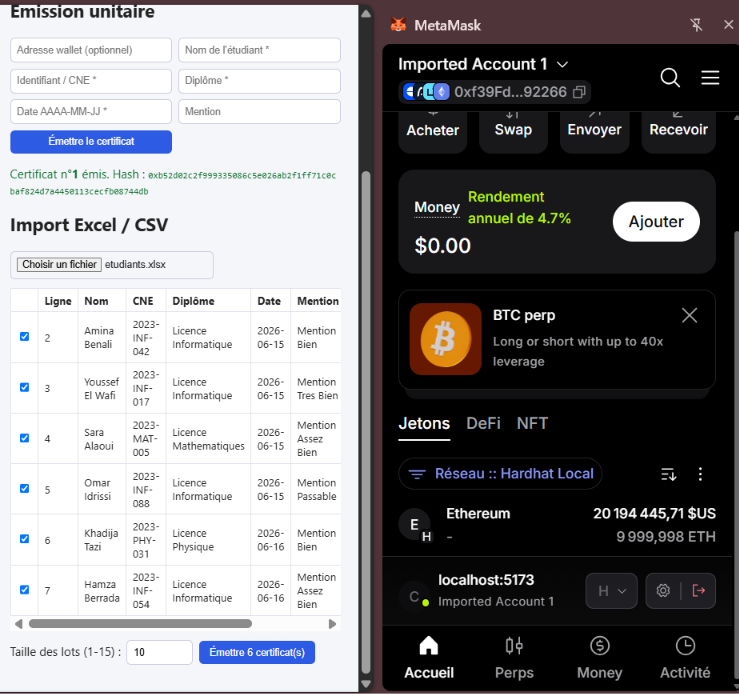 Emission unitaire
Adresse wallet (optionnel)
Nom de l'étudiant *
Identifiant / CNE *
Diplôme *
Date AAAA-MM-JJ *
Mention
Émettre le certificat
Certificat n°1 émis. Hash : 0xb52d02c2f999335086c5e026ab2f1ff71c0c
baf824d7a4450113cecfb08744db
Import Excel / CSV
Choisir un fichier etudiants.xlsx
Ligne Nom CNE Diplôme Date Mention
2 Amina Benali 2023-INF-042 Licence Informatique 2026-06-15 Mention Bien
3 Youssef El Wafi 2023-INF-017 Licence Informatique 2026-06-15 Mention Tres Bien
4 Sara Alaoui 2023-MAT-005 Licence Mathematiques 2026-06-15 Mention Assez Bien
5 Omar Idrissi 2023-INF-088 Licence Informatique 2026-06-15 Mention Passable
6 Khadija Tazi 2023-PHY-031 Licence Physique 2026-06-16 Mention Bien
7 Hamza Berrada 2023-INF-054 Licence Informatique 2026-06-16 Mention Assez Bien
Taille des lots (1-15) : 10 Émettre 6 certificat(s)
MetaMask
Imported Account 1
0xf39Fd...92266
Acheter Swap Envoyer Recevoir
Money
Rendement
annuel de 4.7%
$0.00
Ajouter
BTC perp
Long or short with up to 40x
leverage
Jetons DeFi NFT
Réseau :: Hardhat Local
E H
Ethereum 20 194 445,71 $US
- 9 999,998 ETH
C
localhost:5173
Imported Account 1
H
Accueil Perps Money Activité